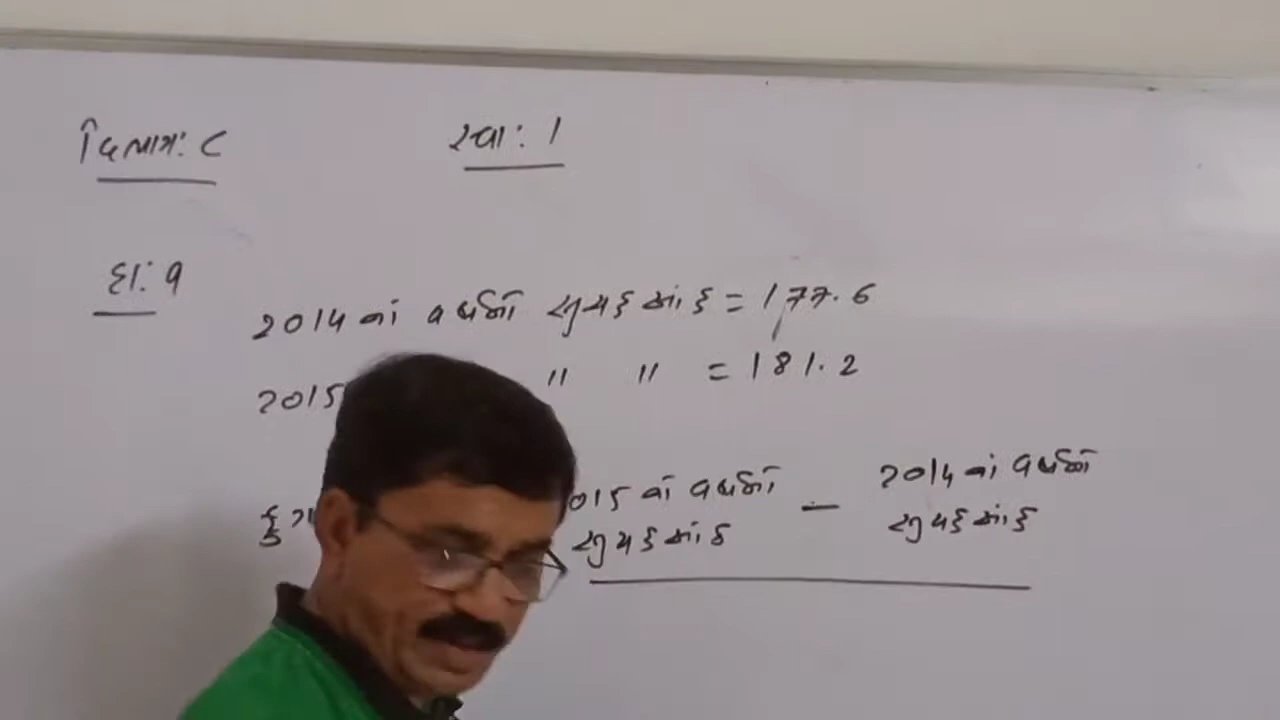 વિભાગ: C
સ્વા: 1
દા: 9
2014 નાં વર્ષનો સૂચકઆંક = 177.6
2015 " " = 181.2
2015 નાં વર્ષનો — 2014 નાં વર્ષનો
સૂચકઆંક સૂચકઆંક